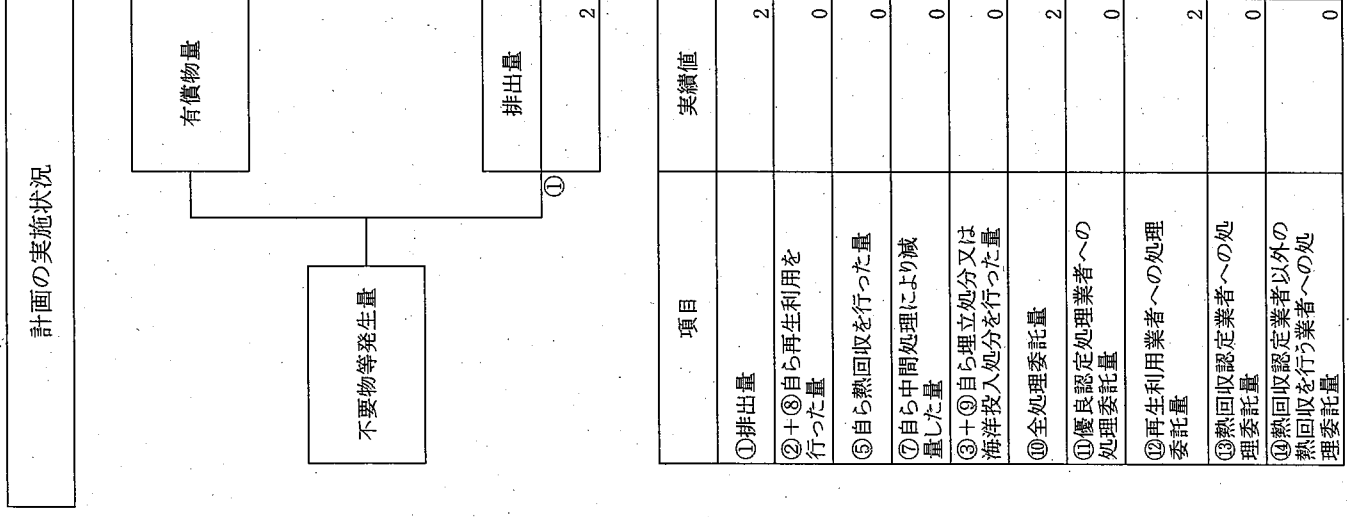 計画の実施状況
有償物量
不要物等発生量
排出量
①
2
項目
実績値
①排出量
2
②+⑧自ら再生利用を
行った量
0
⑤自ら熱回収を行った量
0
⑦自ら中間処理により減
量した量
0
③+⑨自ら埋立処分又は
海洋投入処分を行った量
0
⑩全処理委託量
2
⑪優良認定処理業者への
処理委託量
0
⑫再生利用業者への処理
委託量
2
⑬熱回収認定業者への処
理委託量
0
⑭熱回収認定業者以外の
熱回収を行う業者への処
理委託量
0